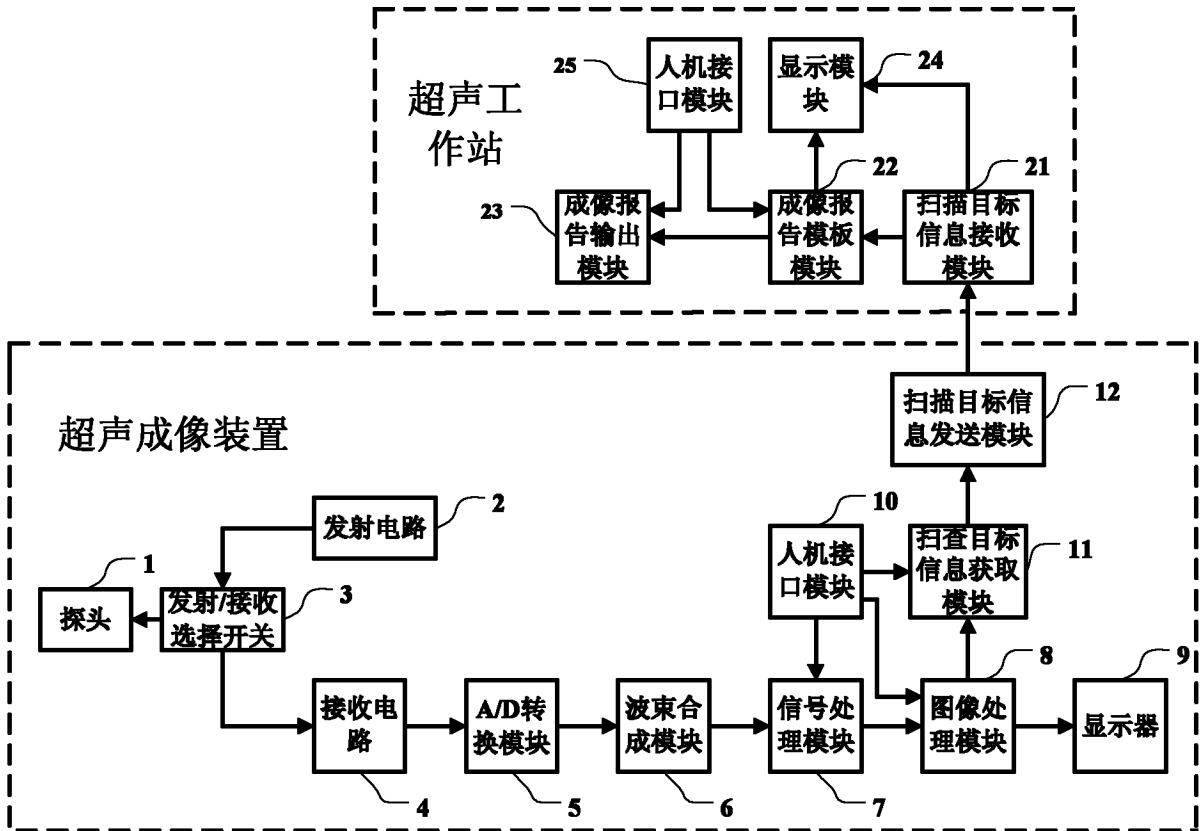 25
人机接
口模块
显示模
块
24
超声工
作站
23
成像报
告输出
模块
22
成像报
告模板
模块
21
扫描目标
信息接收
模块
超声成像装置
扫描目标信
息发送模块
12
发射电路
2
10
人机接
口模块
扫查目标
信息获取
模块
11
1
探头
发射/接收
选择开关
3
接收电
路
4
A/D转
换模块
5
波束合
成模块
6
信号处
理模块
7
图像处
理模块
8
显示器
9